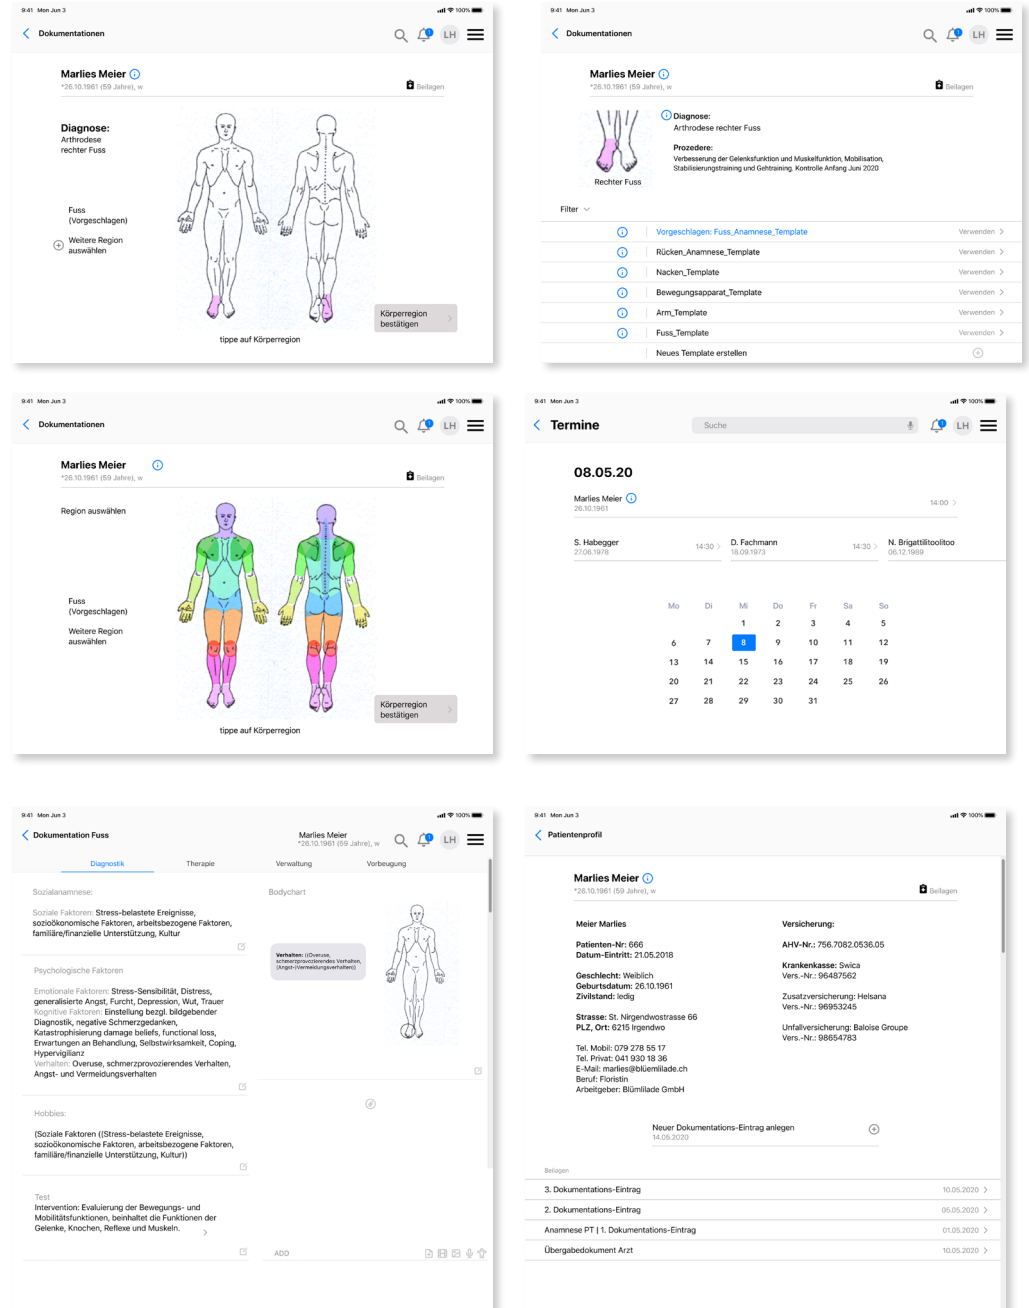 9:41 Mon Jun 3
100%
Dokumentationen
1
LH
Marlies Meier
*26.10.1961 (59 Jahre), w
Beilagen
Diagnose:
Arthrodese
rechter Fuss
Fuss
(Vorgeschlagen)
Weitere Region
auswählen
Körperregion
bestätigen
tippe auf Körperregion
9:41 Mon Jun 3
100%
Dokumentationen
1
LH
Marlies Meier
*26.10.1961 (59 Jahre), w
Beilagen
Diagnose:
Arthrodese rechter Fuss
Prozedere:
Verbesserung der Gelenksfunktion und Muskelfunktion, Mobilisation,
Stabilisierungstraining und Gehtraining. Kontrolle Anfang Juni 2020
Rechter Fuss
Filter
Vorgeschlagen: Fuss_Anamnese_Template Verwenden
Rücken_Anamnese_Template Verwenden
Nacken_Template Verwenden
Bewegungsapparat_Template Verwenden
Arm_Template Verwenden
Fuss_Template Verwenden
Neues Template erstellen
9:41 Mon Jun 3
100%
Dokumentationen
1
LH
Marlies Meier
*26.10.1961 (59 Jahre), w
Beilagen
Region auswählen
Fuss
(Vorgeschlagen)
Weitere Region
auswählen
Körperregion
bestätigen
tippe auf Körperregion
9:41 Mon Jun 3
100%
Termine
Suche
1
LH
08.05.20
Marlies Meier
26.10.1961
14:00
S. Habegger
27.06.1978
14:30
D. Fachmann
18.09.1973
14:30
N. Brigattilitoolitoo
06.12.1989
Mo Di Mi Do Fr Sa So
1 2 3 4 5
6 7 8 9 10 11 12
13 14 15 16 17 18 19
20 21 22 23 24 25 26
27 28 29 30 31
9:41 Mon Jun 3
100%
Dokumentation Fuss
Marlies Meier
*26.10.1961 (59 Jahre), w
1
LH
Diagnostik Therapie Verwaltung Vorbeugung
Sozialanamnese:
Soziale Faktoren: Stress-belastete Ereignisse,
sozioökonomische Faktoren, arbeitsbezogene Faktoren,
familiäre/finanzielle Unterstützung, Kultur
Psychologische Faktoren
Emotionale Faktoren: Stress-Sensibilität, Distress,
generalisierte Angst, Furcht, Depression, Wut, Trauer
Kognitive Faktoren: Einstellung bezgl. bildgebender
Diagnostik, negative Schmerzgedanken,
Katastrophisierung damage beliefs, functional loss,
Erwartungen an Behandlung, Selbstwirksamkeit, Coping,
Hypervigilianz
Verhalten: Overuse, schmerzprovozierendes Verhalten,
Angst- und Vermeidungsverhalten
Hobbies:
(Soziale Faktoren ((Stress-belastete Ereignisse,
sozioökonomische Faktoren, arbeitsbezogene Faktoren,
familiäre/finanzielle Unterstützung, Kultur))
Test
Intervention: Evaluierung der Bewegungs- und
Mobilitätsfunktionen, beinhaltet die Funktionen der
Gelenke, Knochen, Reflexe und Muskeln.
Bodychart
Verhalten: ((Overuse,
schmerzprovozierendes Verhalten,
(Angst-)Vermeidungsverhalten))
ADD
9:41 Mon Jun 3
100%
Patientenprofil
Marlies Meier
*26.10.1961 (59 Jahre), w
Beilagen
Meier Marlies
Patienten-Nr: 666
Datum-Eintritt: 21.05.2018
Geschlecht: Weiblich
Geburtsdatum: 26.10.1961
Zivilstand: ledig
Strasse: St. Nirgendwostrasse 66
PLZ, Ort: 6215 Irgendwo
Tel. Mobil: 079 278 55 17
Tel. Privat: 041 930 18 36
E-Mail: marlies@blüemlilade.ch
Beruf: Floristin
Arbeitgeber: Blümlilade GmbH
Versicherung:
AHV-Nr.: 756.7082.0536.05
Krankenkasse: Swica
Vers.-Nr.: 96487562
Zusatzversicherung: Helsana
Vers.-Nr.: 96953245
Unfallversicherung: Baloise Groupe
Vers.-Nr.: 98654783
Neuer Dokumentations-Eintrag anlegen
14.05.2020
Beilagen
3. Dokumentations-Eintrag 10.05.2020
2. Dokumentations-Eintrag 05.05.2020
Anamnese PT | 1. Dokumentations-Eintrag 01.05.2020
Übergabedokument Arzt 10.05.2020